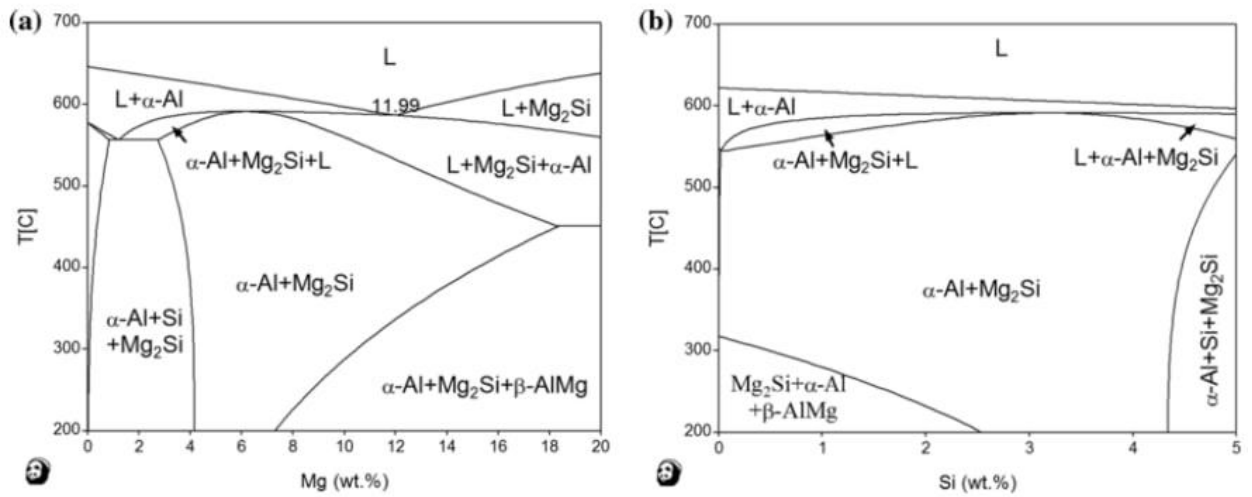 (a)
700
600
500
400
300
200
T[C]
L
L+α-Al
11.99
L+Mg₂Si
α-Al+Mg₂Si+L
L+Mg₂Si+α-Al
α-Al+Mg₂Si
α-Al+Si
+Mg₂Si
α-Al+Mg₂Si+β-AlMg
0 2 4 6 8 10 12 14 16 18 20
Mg (wt.%)
(b)
700
600
500
400
300
200
T[C]
L
L+α-Al
α-Al+Mg₂Si+L
L+α-Al+Mg₂Si
α-Al+Mg₂Si
α-Al+Si+Mg₂Si
Mg₂Si+α-Al
+β-AlMg
0 1 2 3 4 5
Si (wt.%)